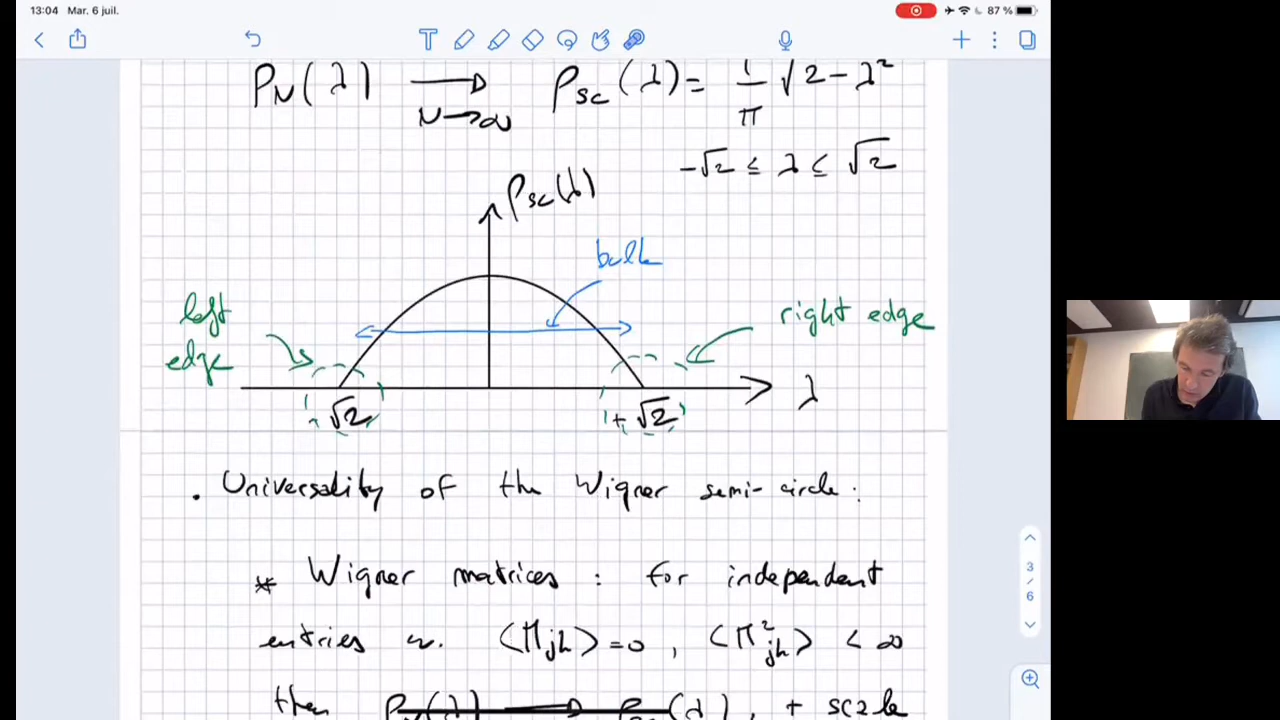 13:04 Mar. 6 juil.
87 %
T
ρN(λ) → N→∞ ρsc(λ) = 1/π √2-λ²
-√2 ≤ λ ≤ √2
ρsc(λ)
bulk
left edge
right edge
-√2
+√2
λ
. Universality of the Wigner semi-circle :
* Wigner matrices : for independent
entries w. ⟨Mjk⟩ = 0 , ⟨M²jk⟩ < ∞
then ρN(λ) → ρsc(λ), + scale
3
/
6